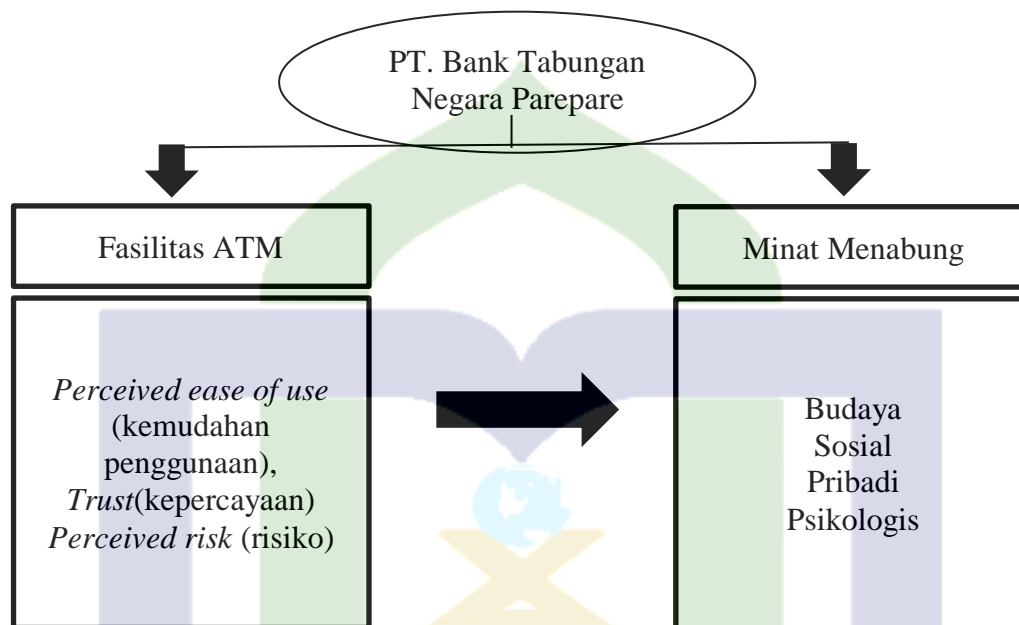 PT. Bank Tabungan
Negara Parepare
Fasilitas ATM
Minat Menabung
Perceived ease of use
(kemudahan
penggunaan),
Trust(kepercayaan)
Perceived risk (risiko)
Budaya
Sosial
Pribadi
Psikologis